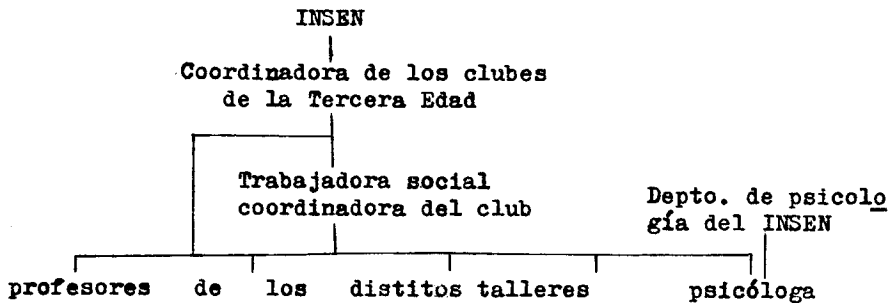 INSEN
Coordinadora de los clubes
de la Tercera Edad
Trabajadora social
coordinadora del club
Depto. de psicolo
gía del INSEN
profesores de los distitos talleres psicóloga